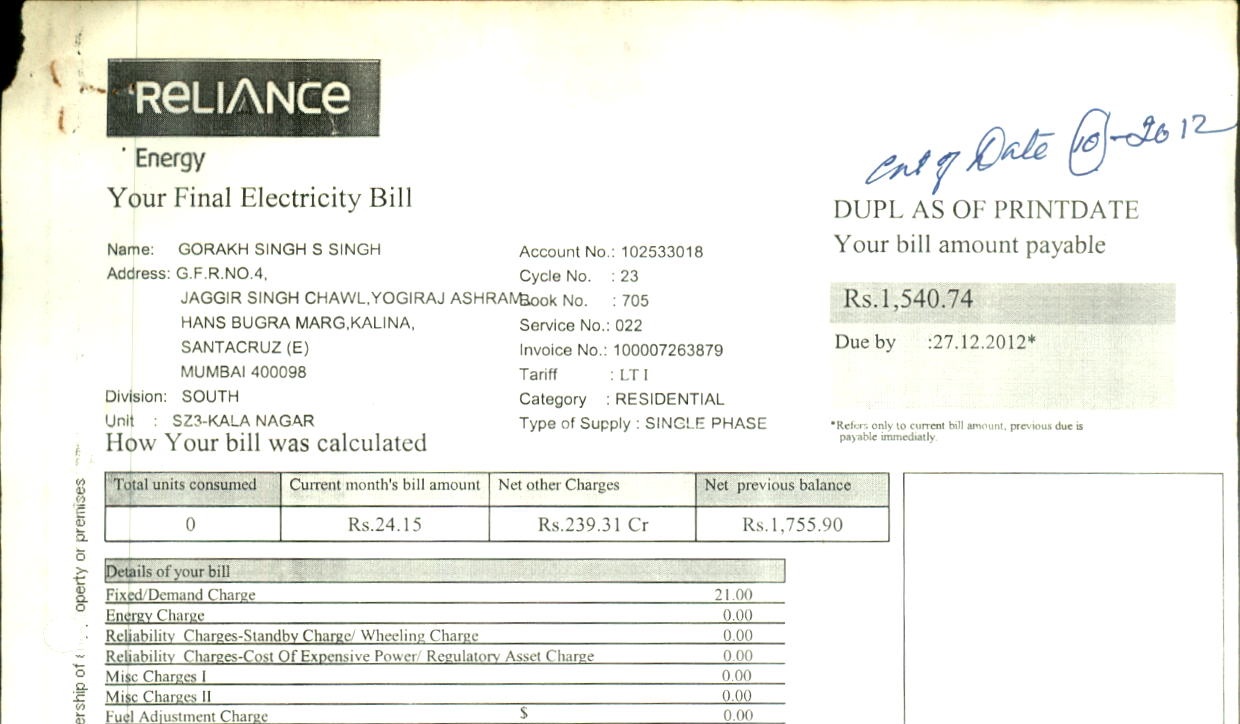 RELIANCE
Energy
Cut of Date 10-2012
Your Final Electricity Bill
DUPL AS OF PRINTDATE
Your bill amount payable
Rs.1,540.74
Due by :27.12.2012*
*Refers only to current bill amount, previous due is
payable immediatly.
Name: GORAKH SINGH S SINGH
Address: G.F.R.NO.4,
JAGGIR SINGH CHAWL,YOGIRAJ ASHRAM,
HANS BUGRA MARG,KALINA,
SANTACRUZ (E)
MUMBAI 400098
Division: SOUTH
Unit : SZ3-KALA NAGAR
Account No.: 102533018
Cycle No. : 23
Book No. : 705
Service No.: 022
Invoice No.: 100007263879
Tariff : LT I
Category : RESIDENTIAL
Type of Supply : SINGLE PHASE
How Your bill was calculated
Total units consumed Current month's bill amount Net other Charges Net previous balance
0 Rs.24.15 Rs.239.31 Cr Rs.1,755.90
Details of your bill
Fixed/Demand Charge 21.00
Energy Charge 0.00
Reliability Charges-Standby Charge/ Wheeling Charge 0.00
Reliability Charges-Cost Of Expensive Power/ Regulatory Asset Charge 0.00
Misc Charges I 0.00
Misc Charges II 0.00
Fuel Adjustment Charge $ 0.00
operty or premises